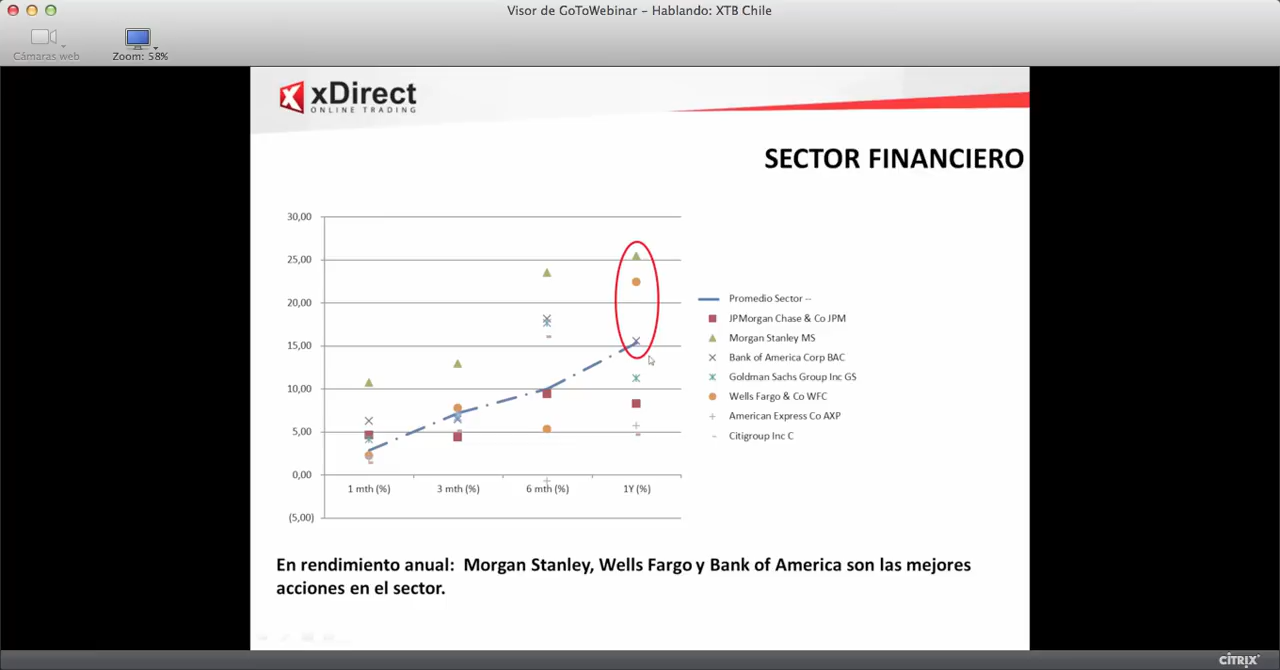 Visor de GoToWebinar – Hablando: XTB Chile
Cámaras web
Zoom: 58%
xDirect
ONLINE TRADING
SECTOR FINANCIERO
30,00
25,00
20,00
15,00
10,00
5,00
0,00
(5,00)
1 mth (%)
3 mth (%)
6 mth (%)
1Y (%)
Promedio Sector --
JPMorgan Chase & Co JPM
Morgan Stanley MS
Bank of America Corp BAC
Goldman Sachs Group Inc GS
Wells Fargo & Co WFC
American Express Co AXP
Citigroup Inc C
En rendimiento anual: Morgan Stanley, Wells Fargo y Bank of America son las mejores
acciones en el sector.
CITRIX